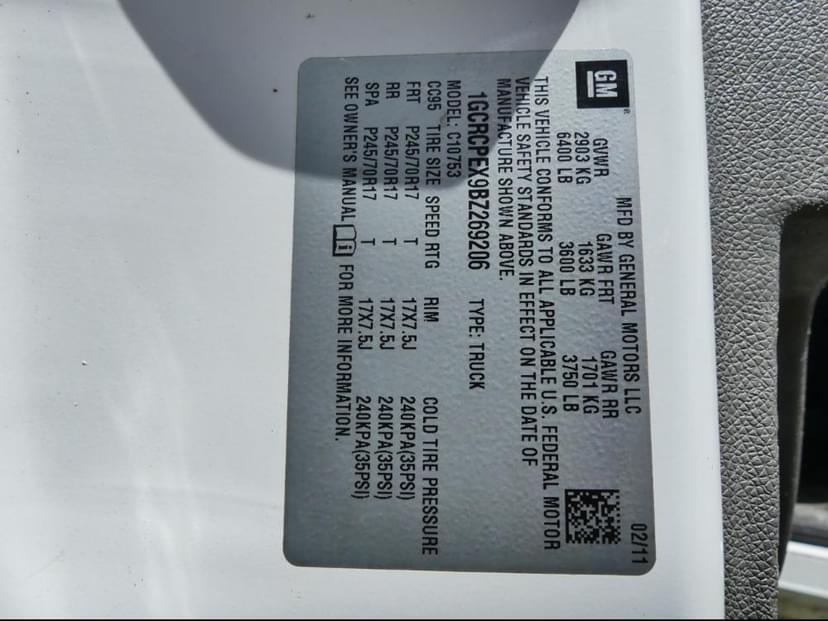 GM®
MFD BY GENERAL MOTORS LLC 02/11
GVWR GAWR FRT GAWR RR
2903 KG 1633 KG 1701 KG
6400 LB 3600 LB 3750 LB
THIS VEHICLE CONFORMS TO ALL APPLICABLE U.S. FEDERAL MOTOR
VEHICLE SAFETY STANDARDS IN EFFECT ON THE DATE OF
MANUFACTURE SHOWN ABOVE.
1GCRCPEX9BZ269206 TYPE: TRUCK
MODEL: C10753
CC95 TIRE SIZE SPEED RTG RIM COLD TIRE PRESSURE
FRT P245/70R17 T 17X7.5J 240KPA(35PSI)
RR P245/70R17 T 17X7.5J 240KPA(35PSI)
SPA P245/70R17 T 17X7.5J 240KPA(35PSI)
SEE OWNER'S MANUAL i FOR MORE INFORMATION.